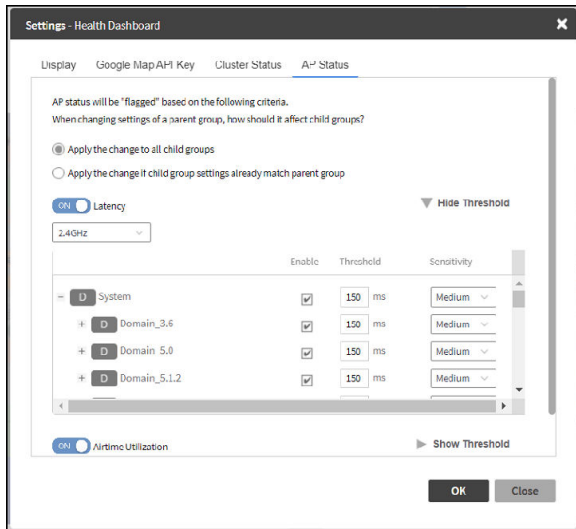 Settings - Health Dashboard
Display Google Map API Key Cluster Status AP Status
AP status will be "flagged" based on the following criteria.
When changing settings of a parent group, how should it affect child groups?
Apply the change to all child groups
Apply the change if child group settings already match parent group
ON Latency Hide Threshold
2.4GHz
Enable Threshold Sensitivity
D System 150 ms Medium
D Domain_3.6 150 ms Medium
D Domain 5.0 150 ms Medium
D Domain_5.1.2 150 ms Medium
ON Airtime Utilization Show Threshold
OK Close